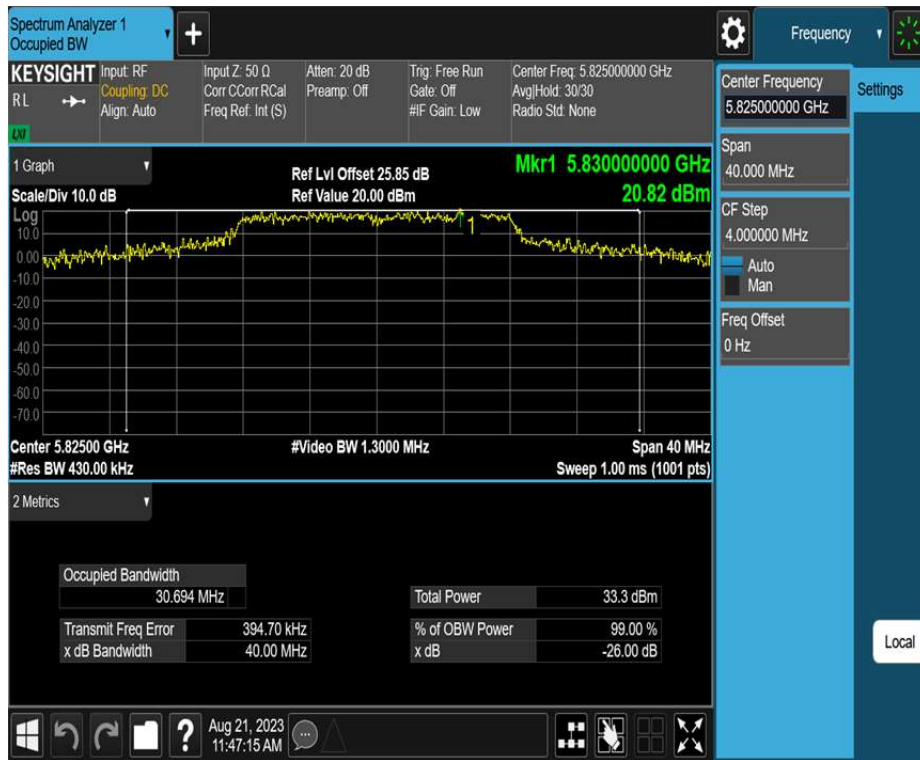 Spectrum Analyzer 1
Occupied BW
+
Frequency
KEYSIGHT
R L
LXI
Input: RF
Coupling: DC
Align: Auto
Input Z: 50 Ω
Corr CCorr RCal
Freq Ref: Int (S)
Atten: 20 dB
Preamp: Off
Trig: Free Run
Gate: Off
#IF Gain: Low
Center Freq: 5.825000000 GHz
Avg|Hold: 30/30
Radio Std: None
Center Frequency
5.825000000 GHz
Settings
Span
40.000 MHz
CF Step
4.000000 MHz
Auto
Man
Freq Offset
0 Hz
1 Graph
Scale/Div 10.0 dB
Ref Lvl Offset 25.85 dB
Ref Value 20.00 dBm
Mkr1 5.830000000 GHz
20.82 dBm
Log
10.0
0.00
-10.0
-20.0
-30.0
-40.0
-50.0
-60.0
-70.0
1
Center 5.82500 GHz
#Video BW 1.3000 MHz
Span 40 MHz
#Res BW 430.00 kHz
Sweep 1.00 ms (1001 pts)
2 Metrics
Occupied Bandwidth
30.694 MHz
Total Power 33.3 dBm
Transmit Freq Error 394.70 kHz
% of OBW Power 99.00 %
x dB Bandwidth 40.00 MHz
x dB -26.00 dB
Local
?
Aug 21, 2023
11:47:15 AM